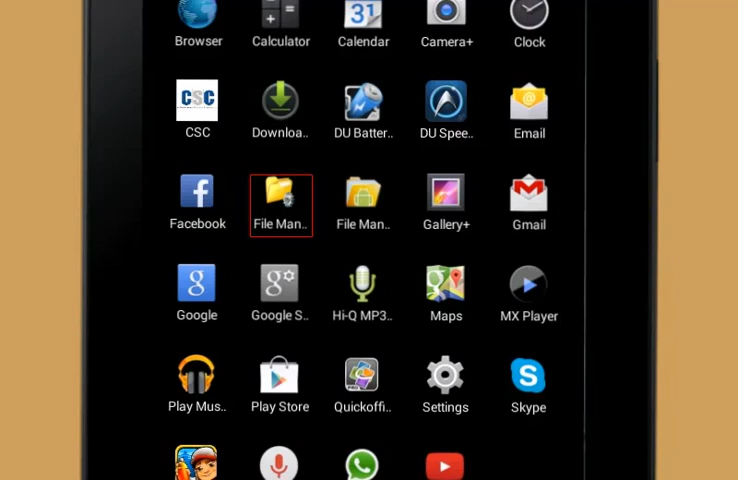 31
Browser
Calculator
Calendar
Camera+
Clock
CSC
CSC
Downloa..
DU Batter..
DU Spee..
Email
Facebook
File Man..
File Man..
Gallery+
Gmail
Google
Google S..
Hi-Q MP3..
Maps
MX Player
Play Mus..
Play Store
Quickoffi..
Settings
Skype